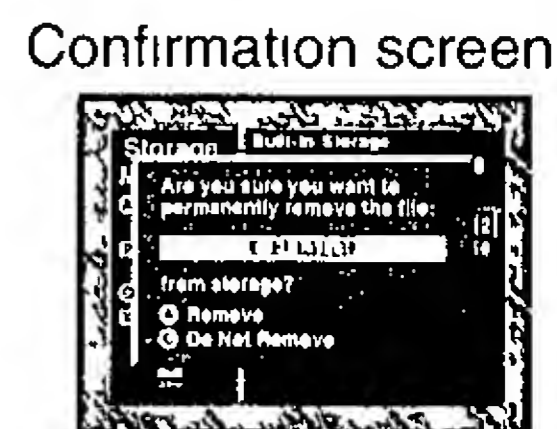 Confirmation screen
Storage
Built-In Storage
Are you sure you want to
permanently remove the file:
from storage?
A Remove
C Do Not Remove